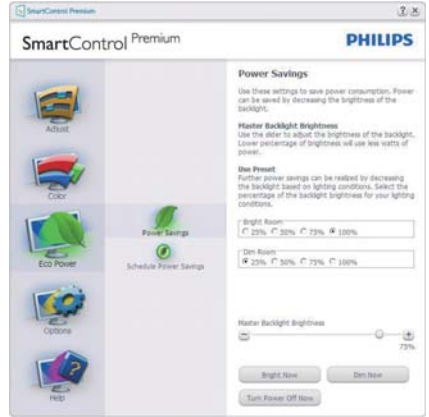 SmartControl Premium
SmartControl Premium
PHILIPS
Adjust
Color
Eco Power
Options
Help
Power Savings
Schedule Power Savings
Power Savings
Use these settings to save power consumption. Power
can be saved by decreasing the brightness of the
backlight.
Master Backlight Brightness
Use the slider to adjust the brightness of the backlight.
Lower percentage of brightness will use less watts of
power.
Use Preset
Further power savings can be realized by decreasing
the backlight based on lighting conditions. Select the
percentage of the backlight brightness for your lighting
conditions.
Bright Room
25% 50% 75% 100%
Dim Room
25% 50% 75% 100%
Master Backlight Brightness
75%
Bright Now Dim Now
Turn Power Off Now